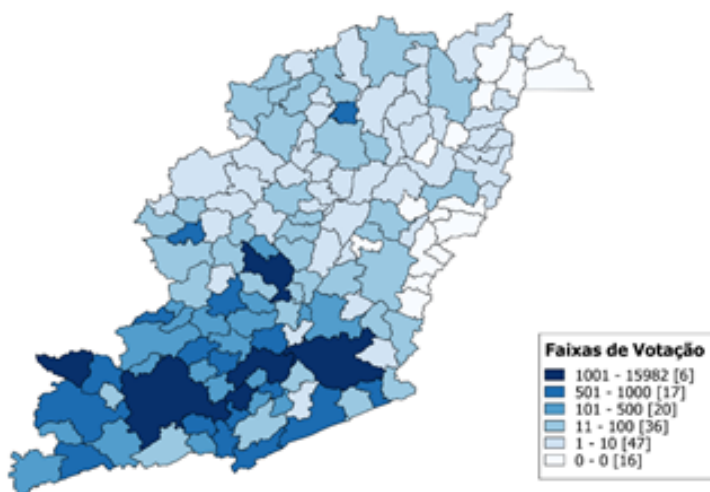 Faixas de Votação
1001 - 15982 [6]
501 - 1000 [17]
101 - 500 [20]
11 - 100 [36]
1 - 10 [47]
0 - 0 [16]